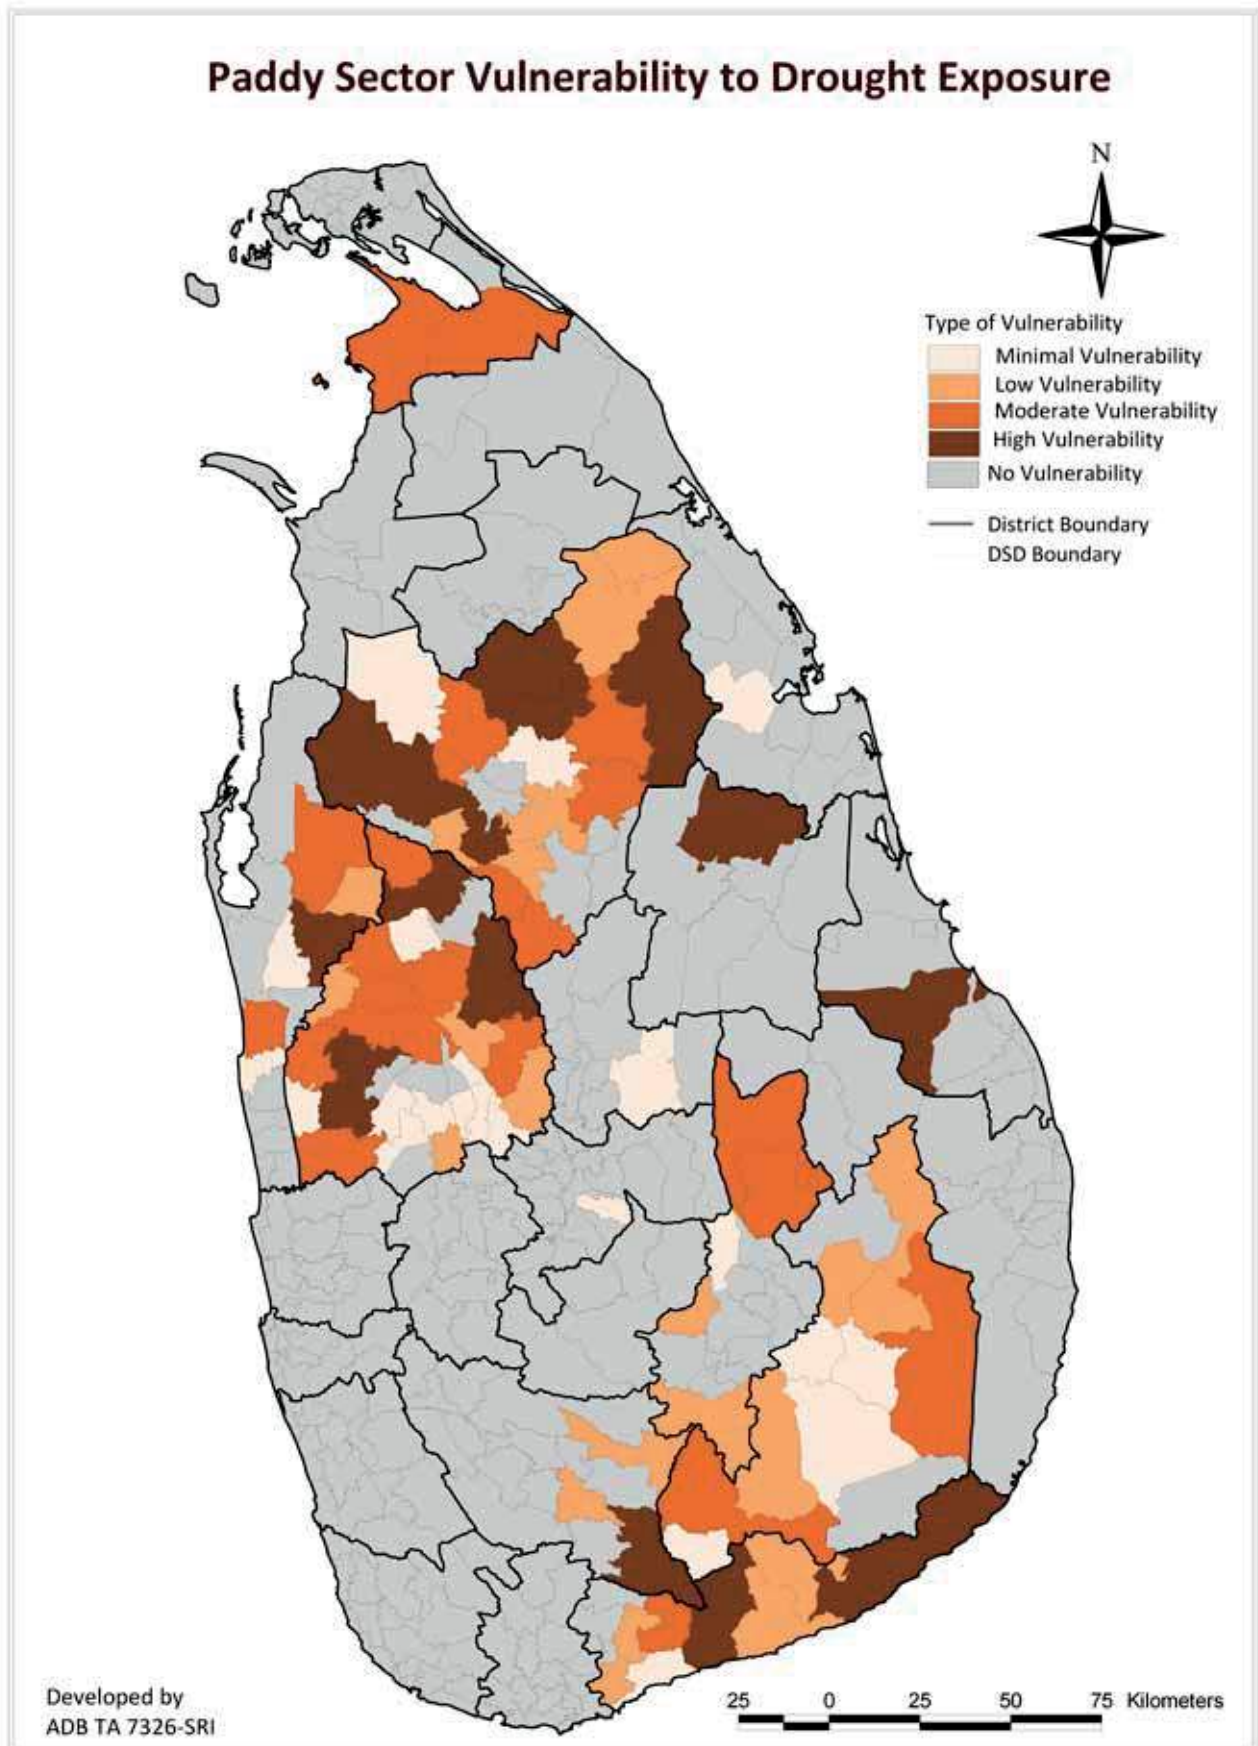 Paddy Sector Vulnerability to Drought Exposure
N
Type of Vulnerability
Minimal Vulnerability
Low Vulnerability
Moderate Vulnerability
High Vulnerability
No Vulnerability
District Boundary
DSD Boundary
Developed by
ADB TA 7326-SRI
25 0 25 50 75 Kilometers